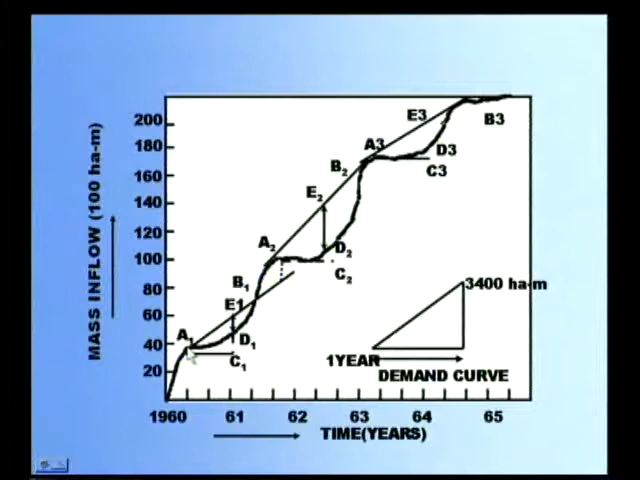 MASS INFLOW (100 ha-m)
200
180
160
140
120
100
80
60
40
20
A1
E1
B1
D1
C1
A2
E2
B2
D2
C2
A3
E3
B3
D3
C3
3400 ha-m
1YEAR
DEMAND CURVE
1960 61 62 63 64 65
TIME(YEARS)